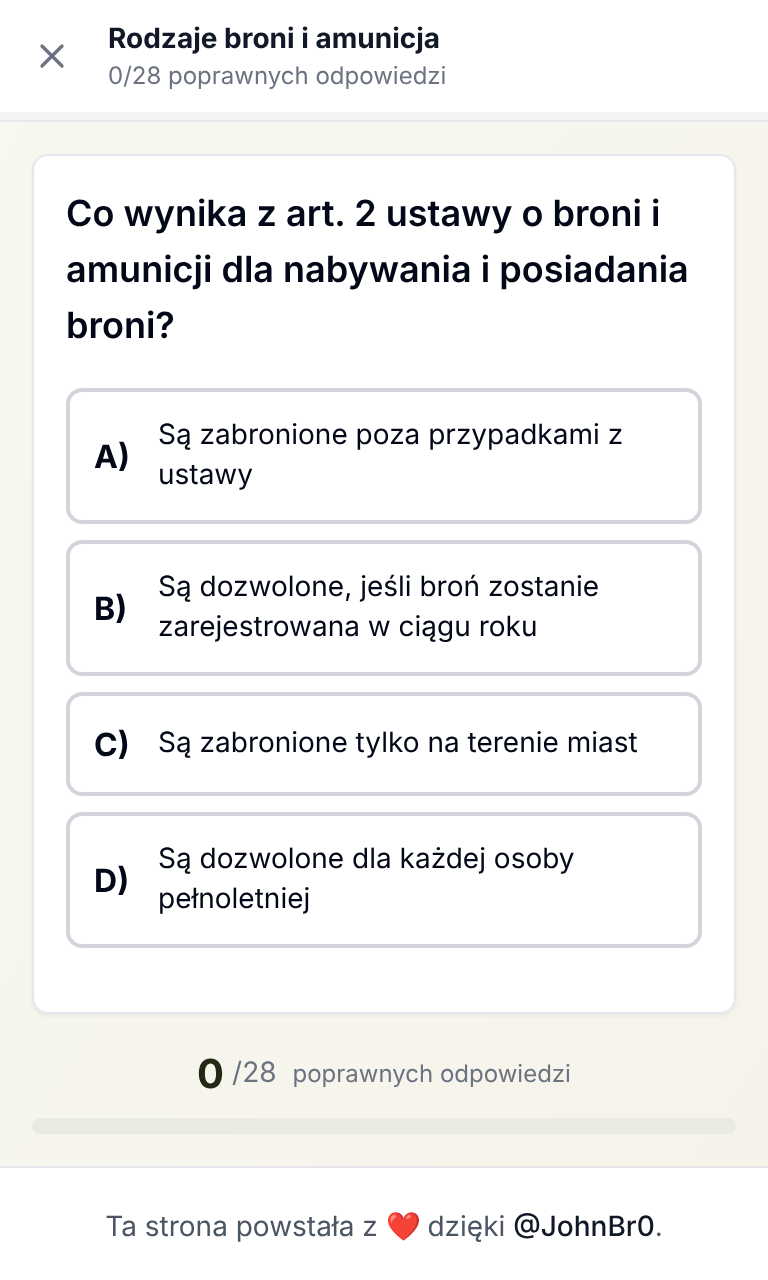 Rodzaje broni i amunicja
0/28 poprawnych odpowiedzi
Co wynika z art. 2 ustawy o broni i
amunicji dla nabywania i posiadania
broni?
A) Są zabronione poza przypadkami z
ustawy
B) Są dozwolone, jeśli broń zostanie
zarejestrowana w ciągu roku
C) Są zabronione tylko na terenie miast
D) Są dozwolone dla każdej osoby
pełnoletniej
0 /28 poprawnych odpowiedzi
Ta strona powstała z ❤️ dzięki @JohnBr0.